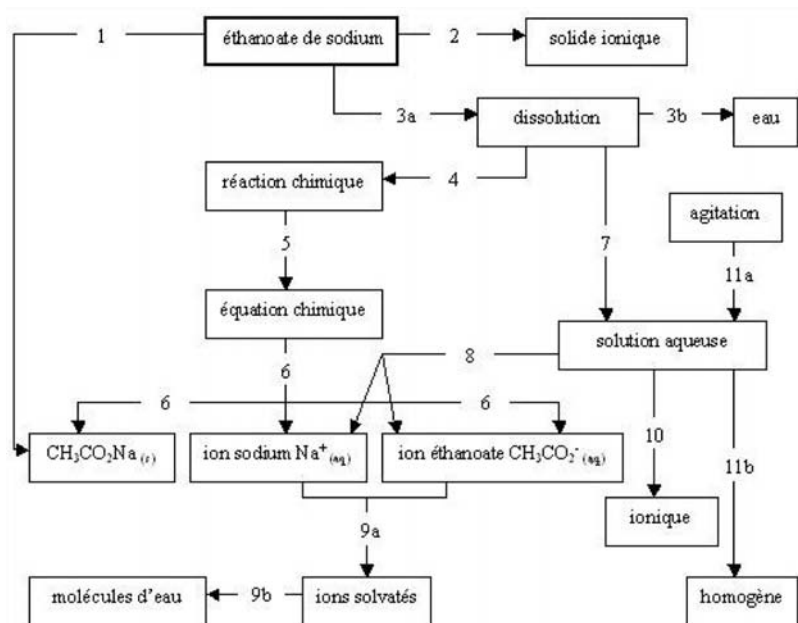 1
éthanoate de sodium
2
solide ionique
3a
dissolution
3b
eau
réaction chimique
4
agitation
5
7
11a
équation chimique
solution aqueuse
6
8
6
6
10
CH₃CO₂Na (s)
ion sodium Na⁺(aq)
ion éthanoate CH₃CO₂⁻(aq)
11b
9a
ionique
molécules d'eau
9b
ions solvatés
homogène